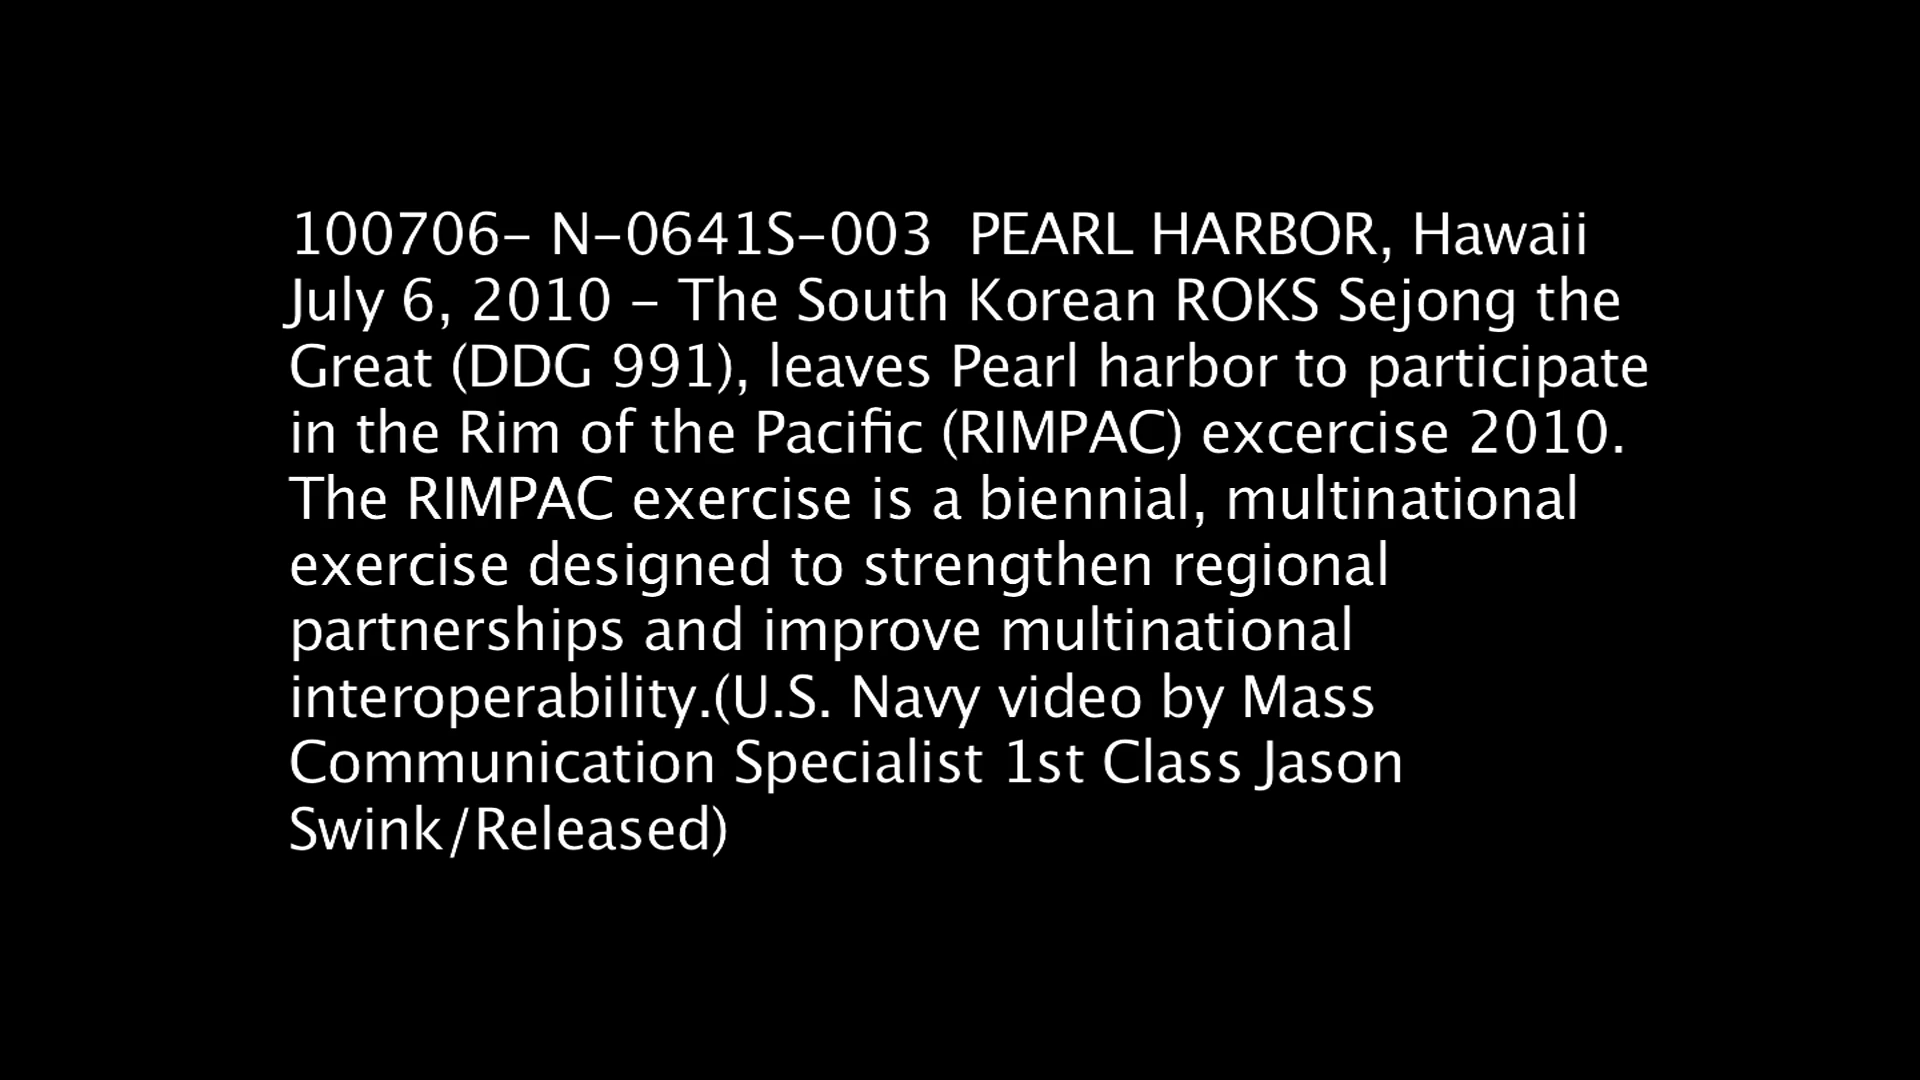 100706- N-0641S-003  PEARL HARBOR, Hawaii
July 6, 2010 - The South Korean ROKS Sejong the
Great (DDG 991), leaves Pearl harbor to participate
in the Rim of the Pacific (RIMPAC) excercise 2010.
The RIMPAC exercise is a biennial, multinational
exercise designed to strengthen regional
partnerships and improve multinational
interoperability.(U.S. Navy video by Mass
Communication Specialist 1st Class Jason
Swink/Released)